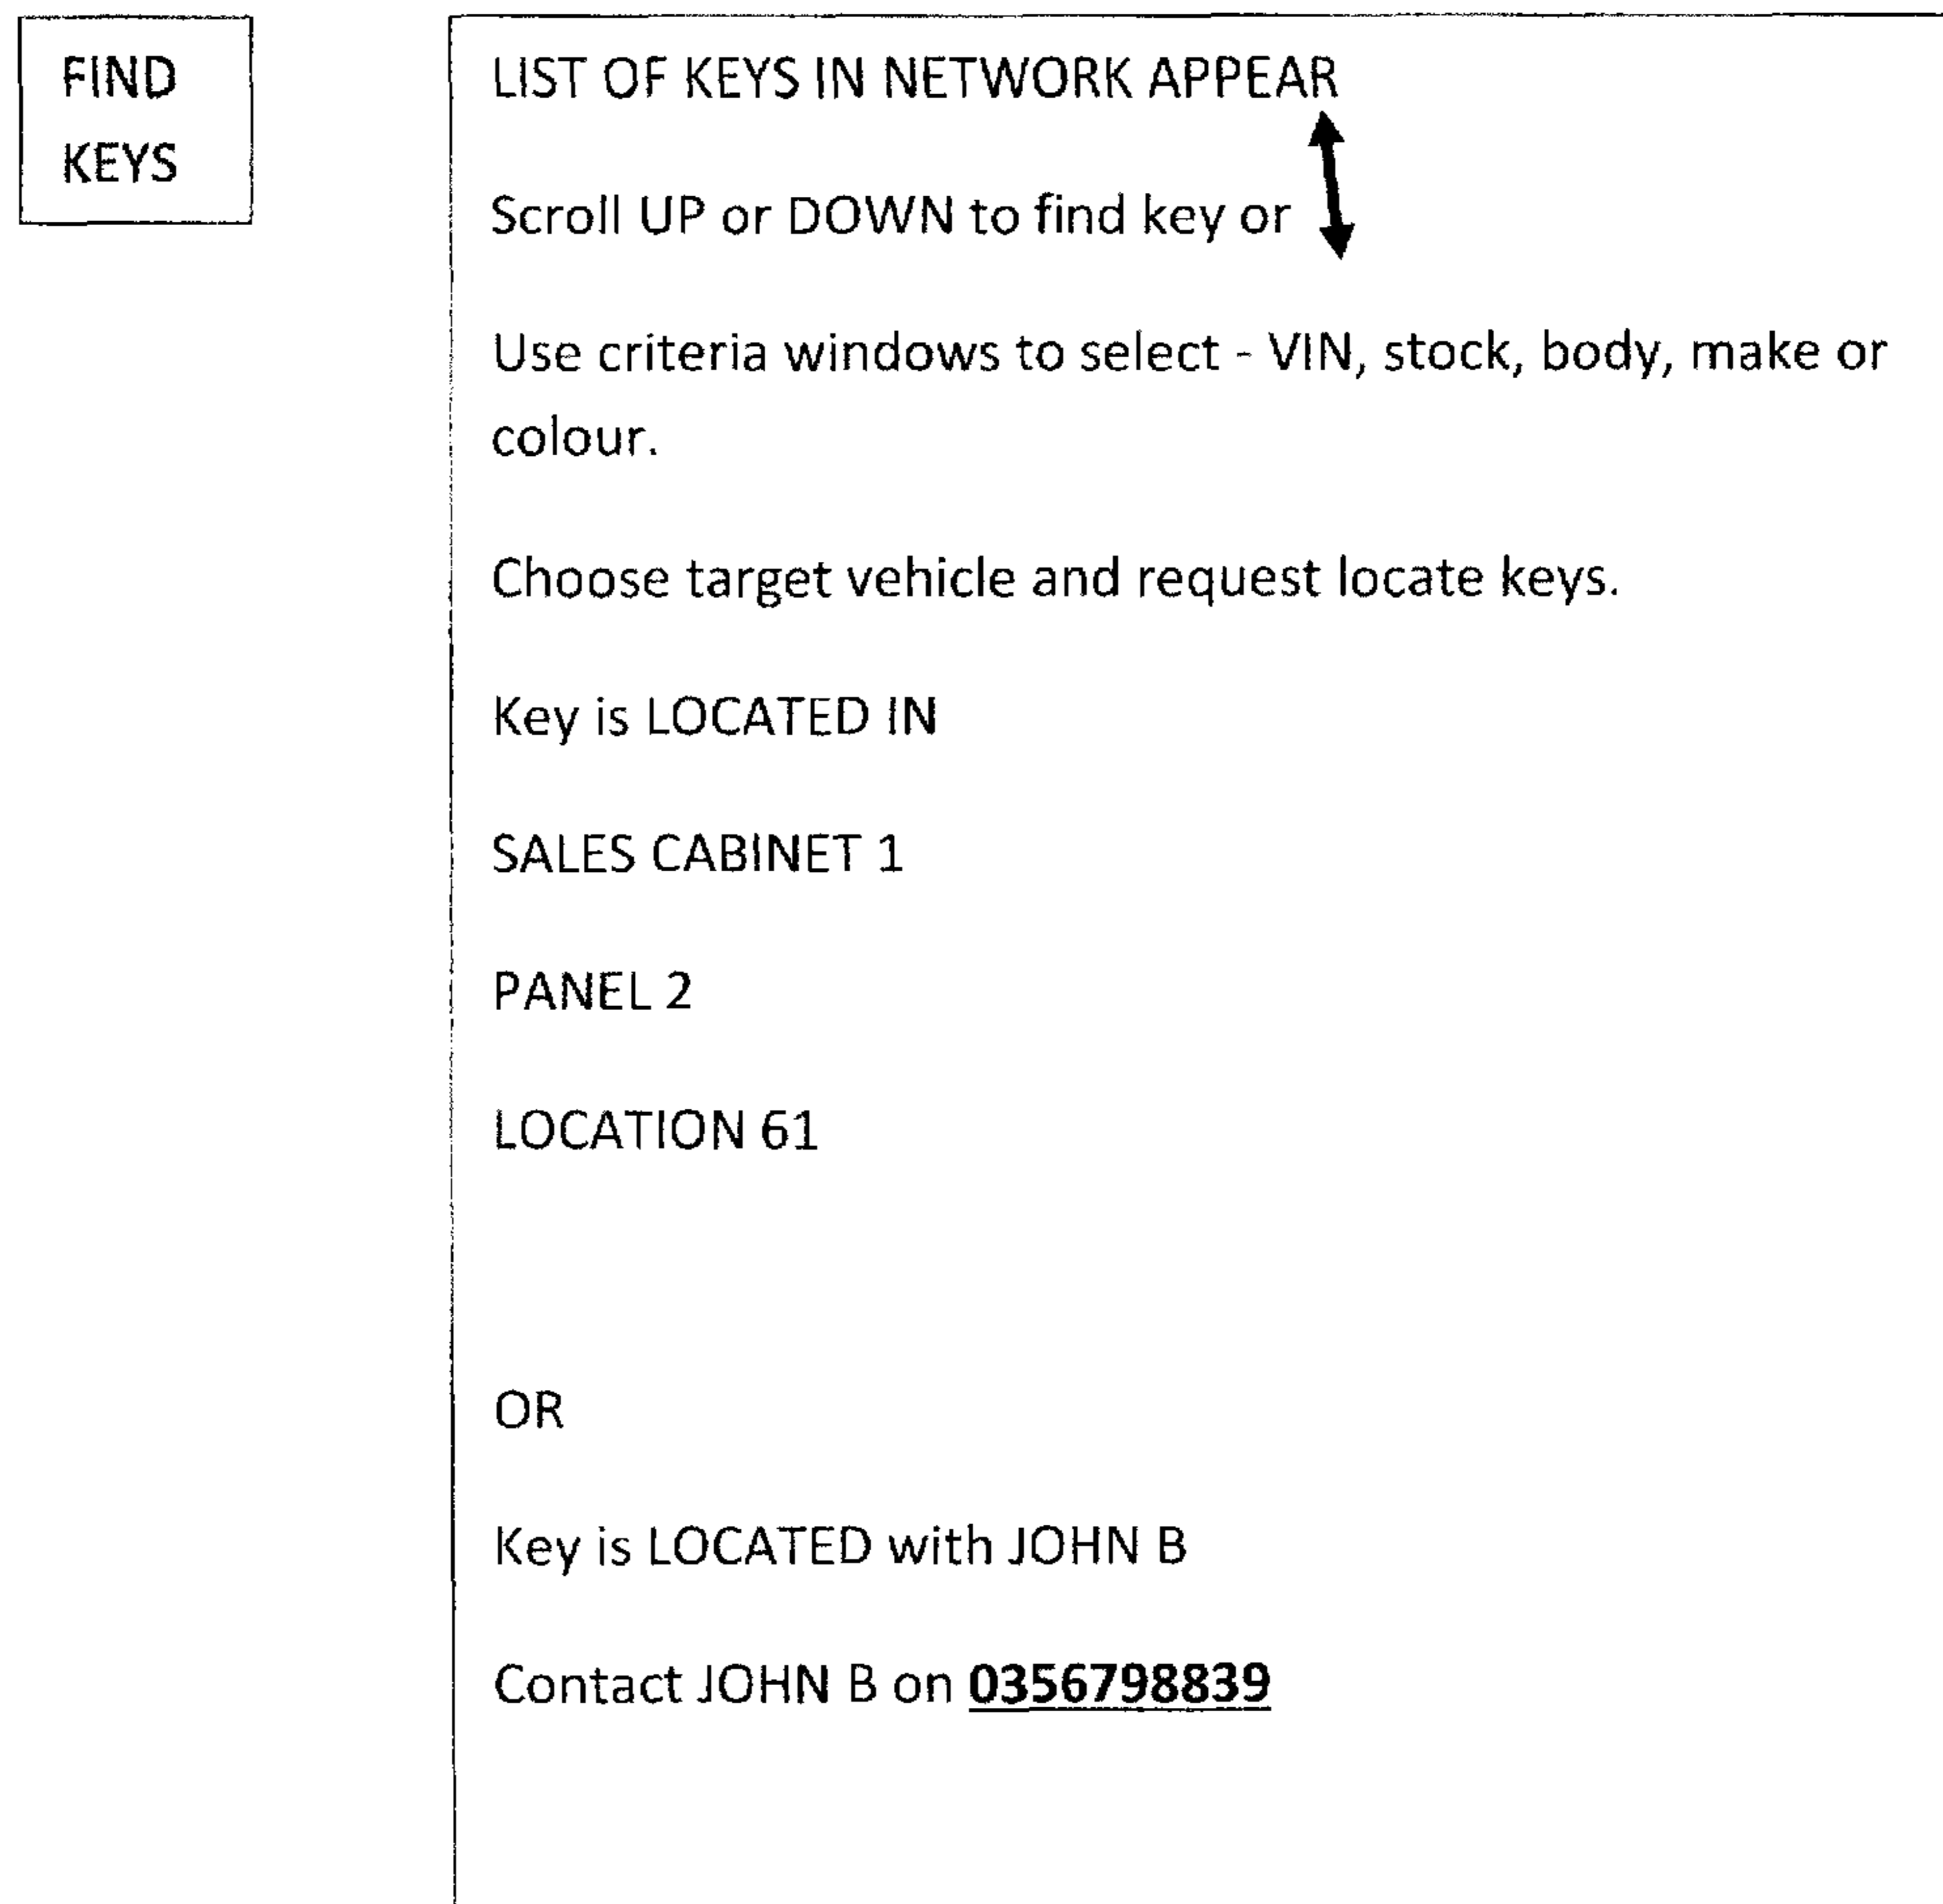 FIND
KEYS
LIST OF KEYS IN NETWORK APPEAR
Scroll UP or DOWN to find key or
Use criteria windows to select - VIN, stock, body, make or
colour.
Choose target vehicle and request locate keys.
Key is LOCATED IN
SALES CABINET 1
PANEL 2
LOCATION 61
OR
Key is LOCATED with JOHN B
Contact JOHN B on 0356798839